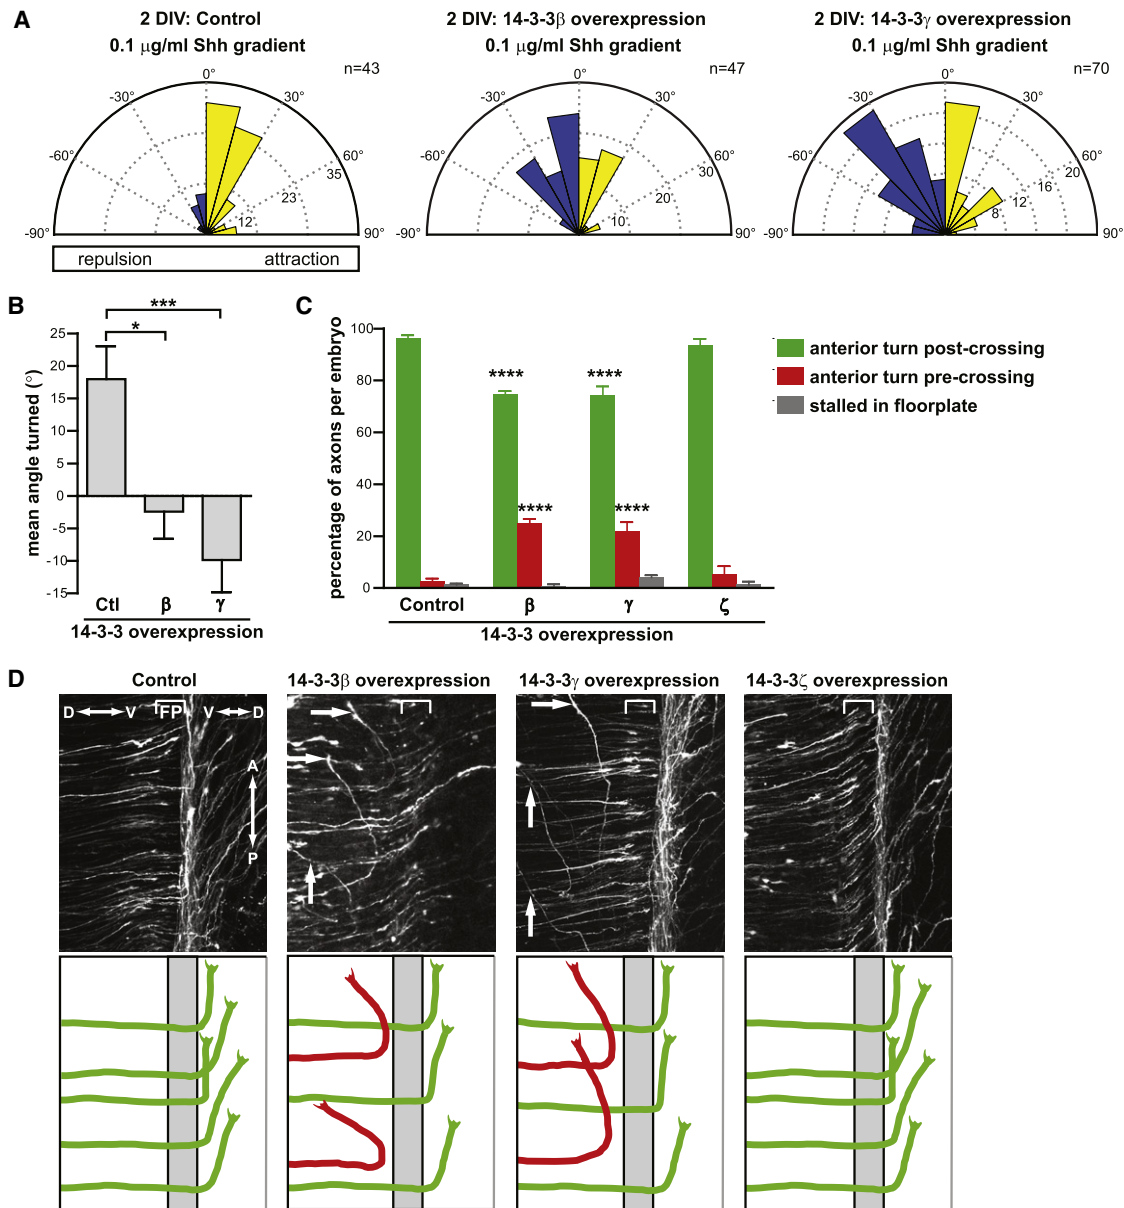 A
2 DIV: Control
0.1 μg/ml Shh gradient
n=43
0°
-30°
30°
-60°
60°
-90°
90°
12
23
35
repulsion attraction
2 DIV: 14-3-3β overexpression
0.1 μg/ml Shh gradient
n=47
0°
-30°
30°
-60°
60°
-90°
90°
10
20
30
2 DIV: 14-3-3γ overexpression
0.1 μg/ml Shh gradient
n=70
0°
-30°
30°
-60°
60°
-90°
90°
8
12
16
20
B
mean angle turned (°)
25
20
15
10
5
0
-5
-10
-15
***
*
Ctl β γ
14-3-3 overexpression
C
percentage of axons per embryo
100
80
60
40
20
0
**** ****
**** ****
Control β γ ζ
14-3-3 overexpression
anterior turn post-crossing
anterior turn pre-crossing
stalled in floorplate
D
Control
D V FP V D
A
P
14-3-3β overexpression
14-3-3γ overexpression
14-3-3ζ overexpression